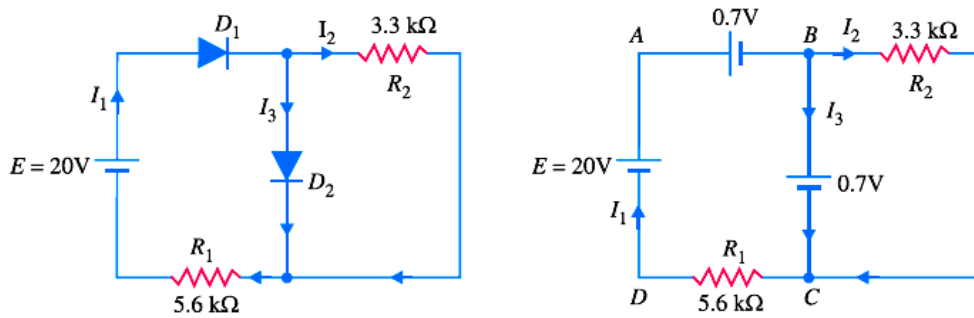 D₁
I₂
3.3 kΩ
R₂
I₁
I₃
E = 20V
D₂
R₁
5.6 kΩ
0.7V
A
B
I₂
3.3 kΩ
R₂
I₃
E = 20V
0.7V
I₁
R₁
D
5.6 kΩ
C